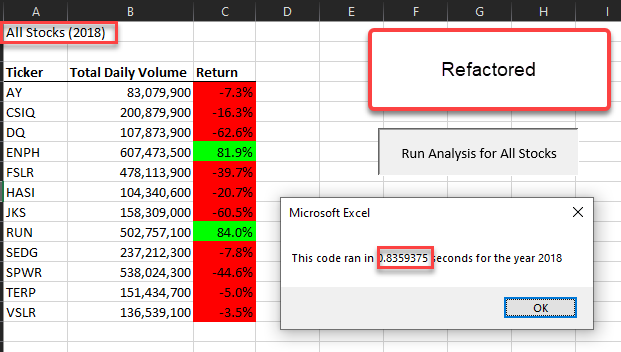 A B C D E F G H I
All Stocks (2018)
Refactored
Ticker Total Daily Volume Return
AY 83,079,900 -7.3%
CSIQ 200,879,900 -16.3%
DQ 107,873,900 -62.6%
ENPH 607,473,500 81.9%
Run Analysis for All Stocks
FSLR 478,113,900 -39.7%
HASI 104,340,600 -20.7%
JKS 158,309,000 -60.5%
Microsoft Excel
RUN 502,757,100 84.0%
SEDG 237,212,300 -7.8%
This code ran in 0.8359375 seconds for the year 2018
SPWR 538,024,300 -44.6%
TERP 151,434,700 -5.0%
OK
VSLR 136,539,100 -3.5%